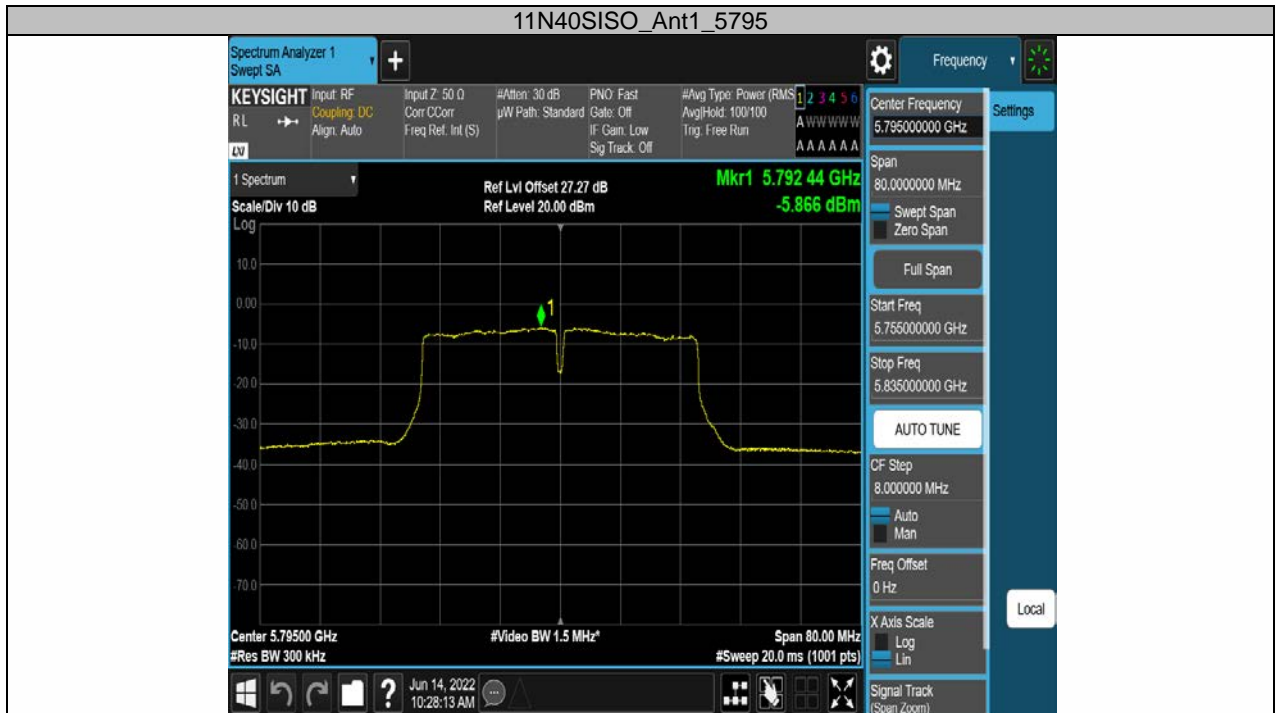 11N40SISO_Ant1_5795
Spectrum Analyzer 1
Swept SA
Frequency
KEYSIGHT
RL
LXI
Input: RF
Coupling: DC
Align: Auto
Input Z: 50 Ω
Corr CCorr
Freq Ref: Int (S)
#Atten: 30 dB
µW Path: Standard
PNO: Fast
Gate: Off
IF Gain: Low
Sig Track: Off
#Avg Type: Power (RMS
Avg|Hold: 100/100
Trig: Free Run
1 2 3 4 5 6
A W W W W W
A A A A A A
1 Spectrum
Scale/Div 10 dB
Ref Lvl Offset 27.27 dB
Ref Level 20.00 dBm
Mkr1 5.792 44 GHz
-5.866 dBm
Log
10.0
0.00
-10.0
-20.0
-30.0
-40.0
-50.0
-60.0
-70.0
1
Center 5.79500 GHz
#Res BW 300 kHz
#Video BW 1.5 MHz*
Span 80.00 MHz
#Sweep 20.0 ms (1001 pts)
Jun 14, 2022
10:28:13 AM
Center Frequency
5.795000000 GHz
Span
80.0000000 MHz
Swept Span
Zero Span
Full Span
Start Freq
5.755000000 GHz
Stop Freq
5.835000000 GHz
AUTO TUNE
CF Step
8.000000 MHz
Auto
Man
Freq Offset
0 Hz
X Axis Scale
Log
Lin
Signal Track
(Span Zoom)
Settings
Local